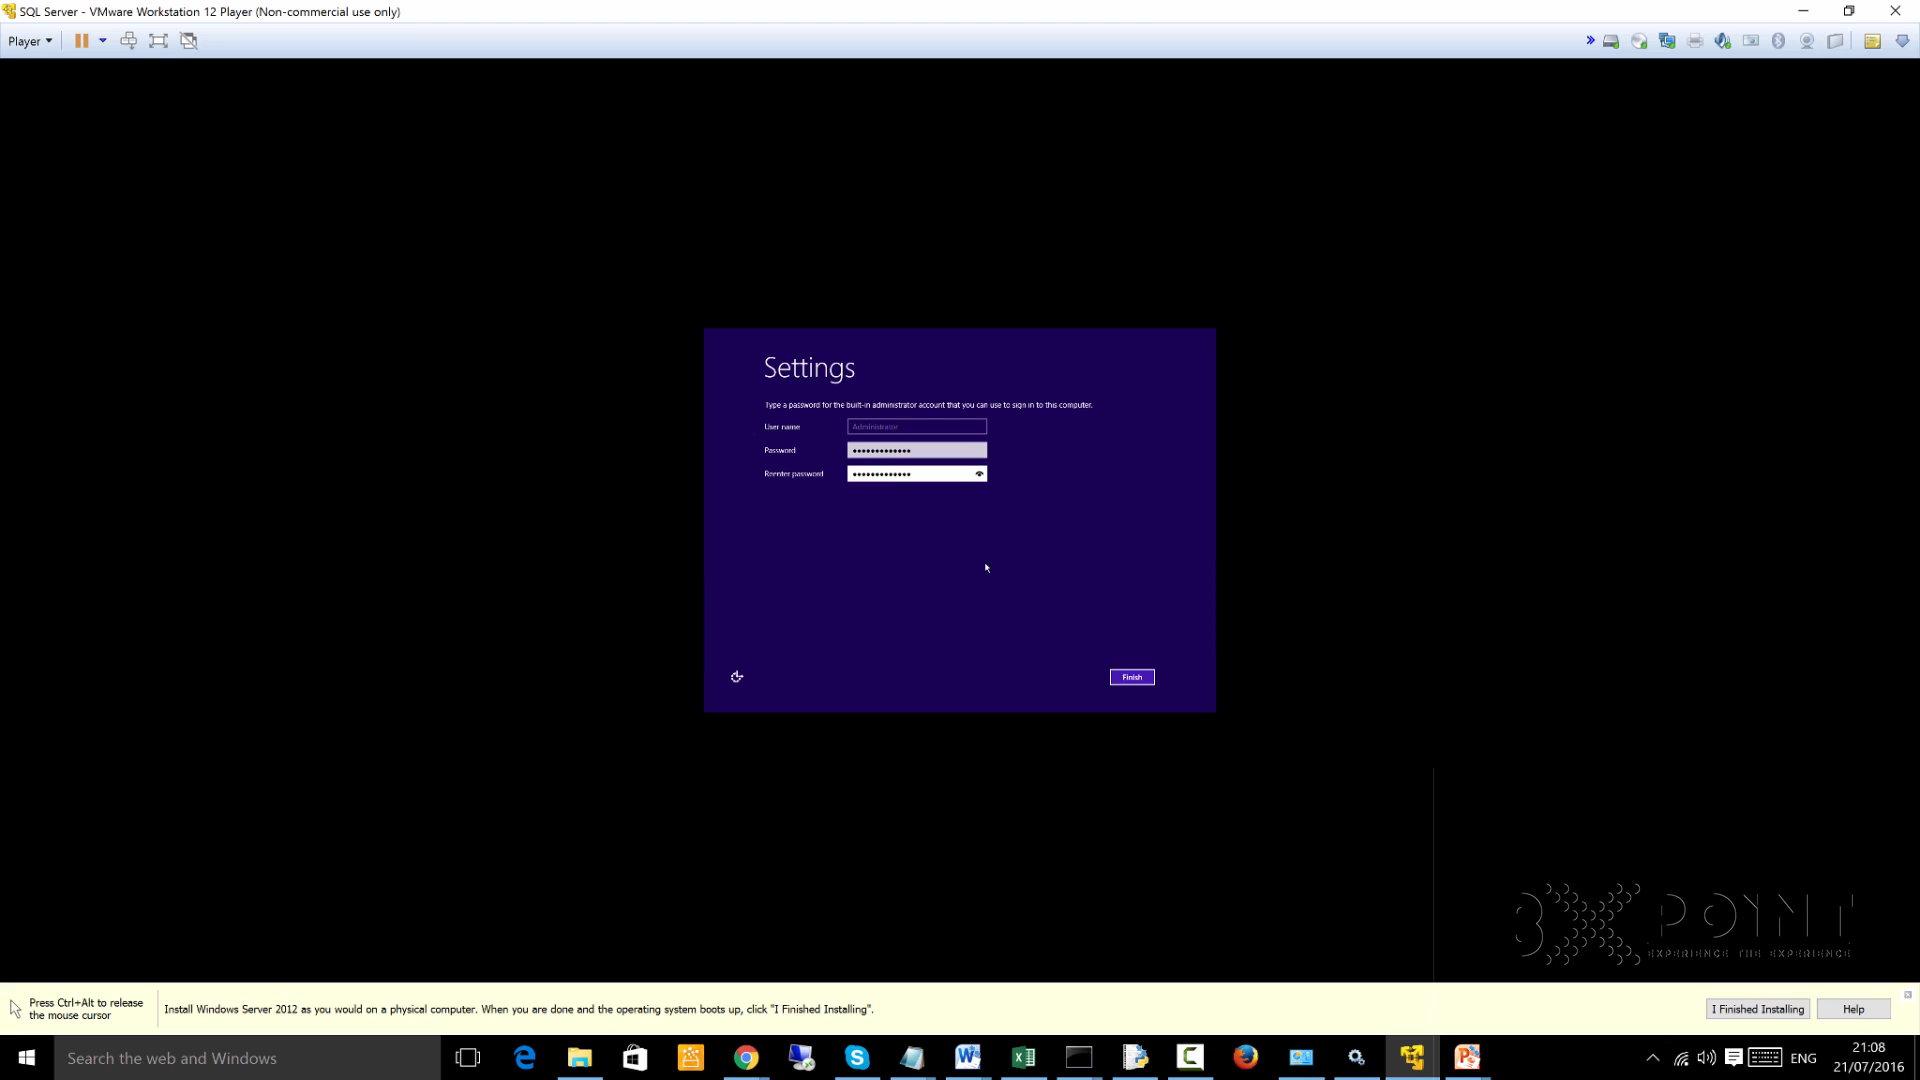 SQL Server - VMware Workstation 12 Player (Non-commercial use only)
Player
Settings
Type a password for the built-in administrator account that you can use to sign in to this computer.
User name
Administrator
Password
Reenter password
Finish
3XPOINT
EXPERIENCE THE EXPERIENCE
Press Ctrl+Alt to release
the mouse cursor
Install Windows Server 2012 as you would on a physical computer. When you are done and the operating system boots up, click "I Finished Installing".
I Finished Installing
Help
Search the web and Windows
ENG
21:08
21/07/2016